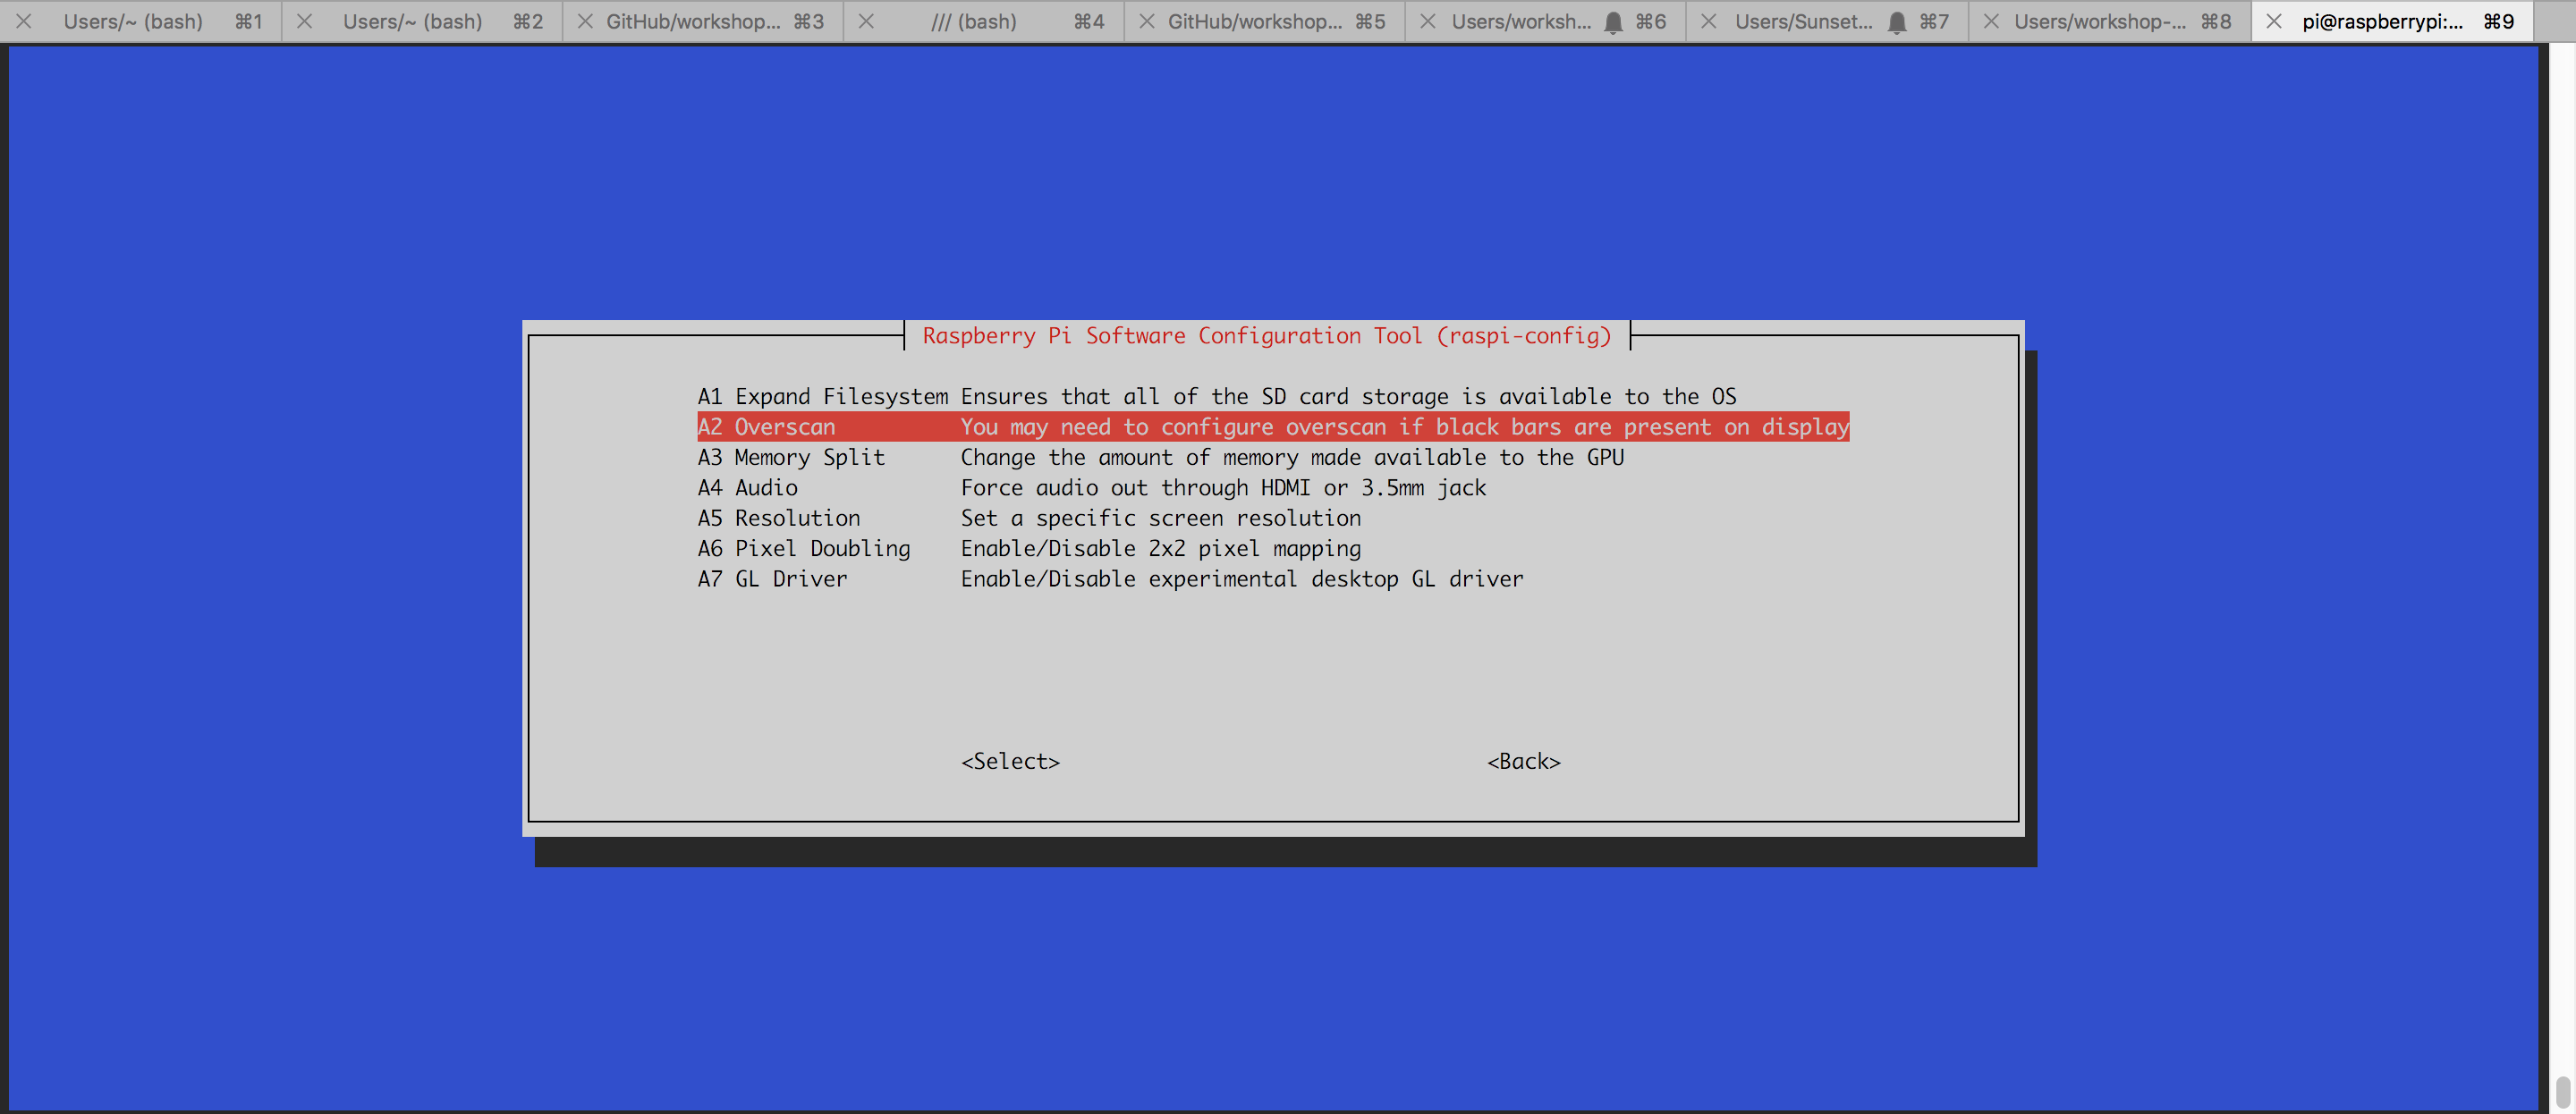 Users/~ (bash) ⌘1 Users/~ (bash) ⌘2 GitHub/workshop... ⌘3 /// (bash) ⌘4 GitHub/workshop... ⌘5 Users/worksh... ⌘6 Users/Sunset... ⌘7 Users/workshop-... ⌘8 pi@raspberrypi:... ⌘9
Raspberry Pi Software Configuration Tool (raspi-config)
A1 Expand Filesystem Ensures that all of the SD card storage is available to the OS
A2 Overscan You may need to configure overscan if black bars are present on display
A3 Memory Split Change the amount of memory made available to the GPU
A4 Audio Force audio out through HDMI or 3.5mm jack
A5 Resolution Set a specific screen resolution
A6 Pixel Doubling Enable/Disable 2x2 pixel mapping
A7 GL Driver Enable/Disable experimental desktop GL driver
<Select> <Back>